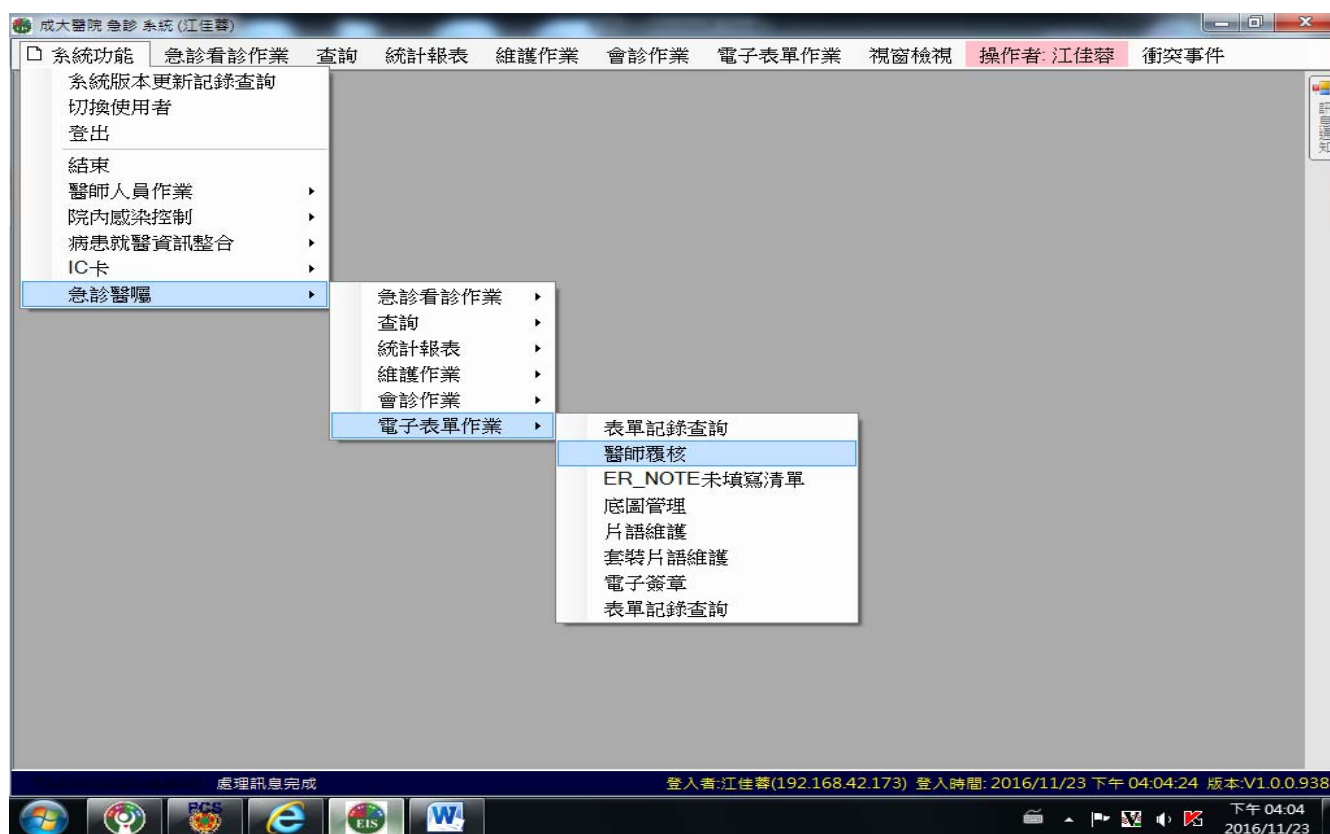 成大醫院 急診 系統 (江佳蓉)
系統功能 急診看診作業 查詢 統計報表 維護作業 會診作業 電子表單作業 視窗檢視 操作者: 江佳蓉 衝突事件
系統版本更新記錄查詢
切換使用者
登出
結束
醫師人員作業
院內感染控制
病患就醫資訊整合
IC卡
急診醫囑
急診看診作業
查詢
統計報表
維護作業
會診作業
電子表單作業
表單記錄查詢
醫師覆核
ER_NOTE未填寫清單
底圖管理
片語維護
套裝片語維護
電子簽章
表單記錄查詢
訊息通知
處理訊息完成 登入者:江佳蓉(192.168.42.173) 登入時間: 2016/11/23 下午 04:04:24 版本:V1.0.0.938
PCS
EIS
W
下午 04:04
2016/11/23